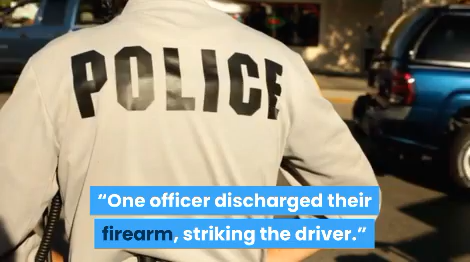 POLICE
“One officer discharged their
firearm, striking the driver.”